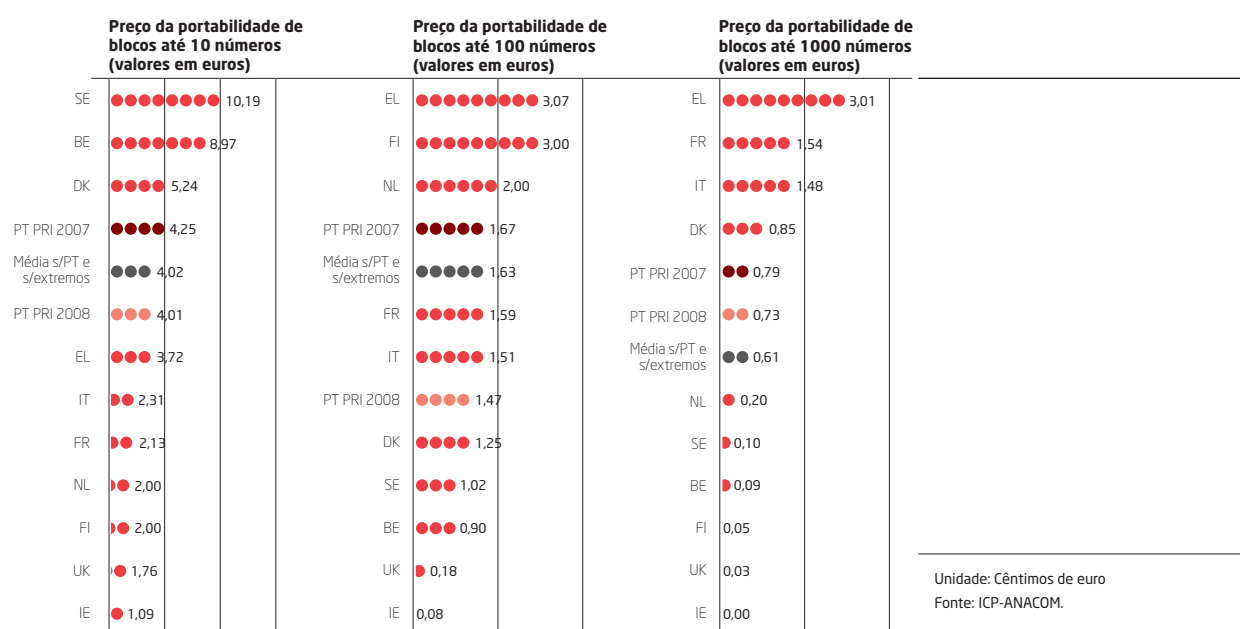 Preço da portabilidade de
blocos até 10 números
(valores em euros)
SE 10,19
BE 8,97
DK 5,24
PT PRI 2007 4,25
Média s/PT e
s/extremos 4,02
PT PRI 2008 4,01
EL 3,72
IT 2,31
FR 2,13
NL 2,00
FI 2,00
UK 1,76
IE 1,09
Preço da portabilidade de
blocos até 100 números
(valores em euros)
EL 3,07
FI 3,00
NL 2,00
PT PRI 2007 1,67
Média s/PT e
s/extremos 1,63
FR 1,59
IT 1,51
PT PRI 2008 1,47
DK 1,25
SE 1,02
BE 0,90
UK 0,18
IE 0,08
Preço da portabilidade de
blocos até 1000 números
(valores em euros)
EL 3,01
FR 1,54
IT 1,48
DK 0,85
PT PRI 2007 0,79
PT PRI 2008 0,73
Média s/PT e
s/extremos 0,61
NL 0,20
SE 0,10
BE 0,09
FI 0,05
UK 0,03
IE 0,00
Unidade: Cêntimos de euro
Fonte: ICP-ANACOM.